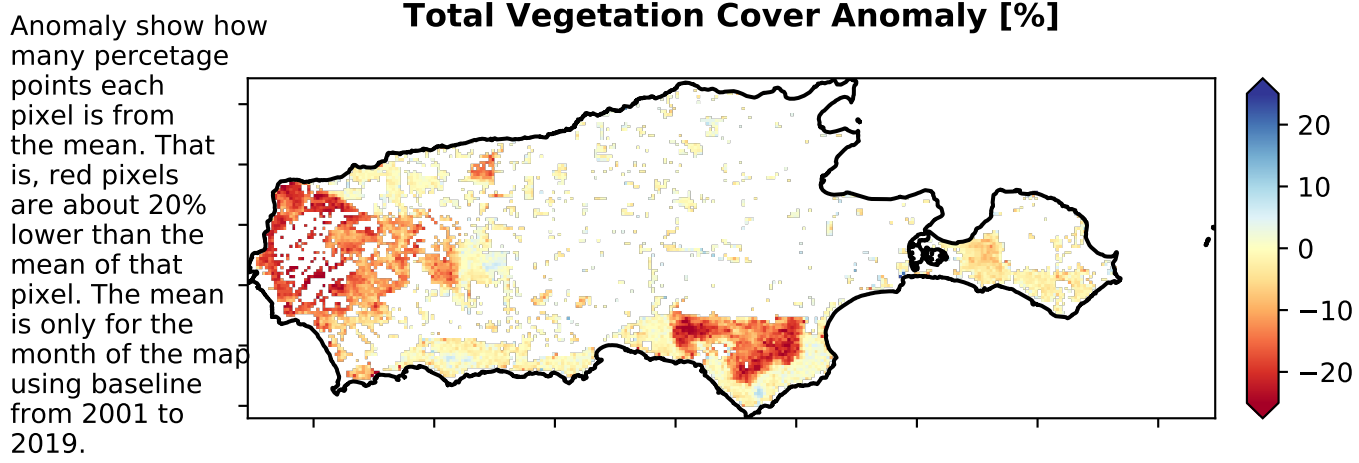 Total Vegetation Cover Anomaly [%]
Anomaly show how
many percetage
points each
pixel is from
the mean. That
is, red pixels
are about 20%
lower than the
mean of that
pixel. The mean
is only for the
month of the map
using baseline
from 2001 to
2019.
20
10
0
−10
−20